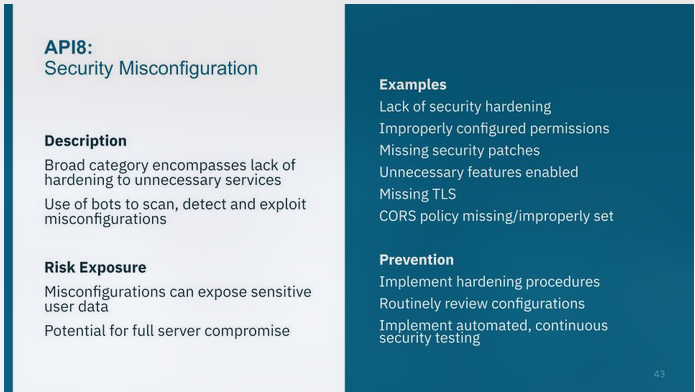 API8:
Security Misconfiguration
Description
Broad category encompasses lack of
hardening to unnecessary services
Use of bots to scan, detect and exploit
misconfigurations
Risk Exposure
Misconfigurations can expose sensitive
user data
Potential for full server compromise
Examples
Lack of security hardening
Improperly configured permissions
Missing security patches
Unnecessary features enabled
Missing TLS
CORS policy missing/improperly set
Prevention
Implement hardening procedures
Routinely review configurations
Implement automated, continuous
security testing
43